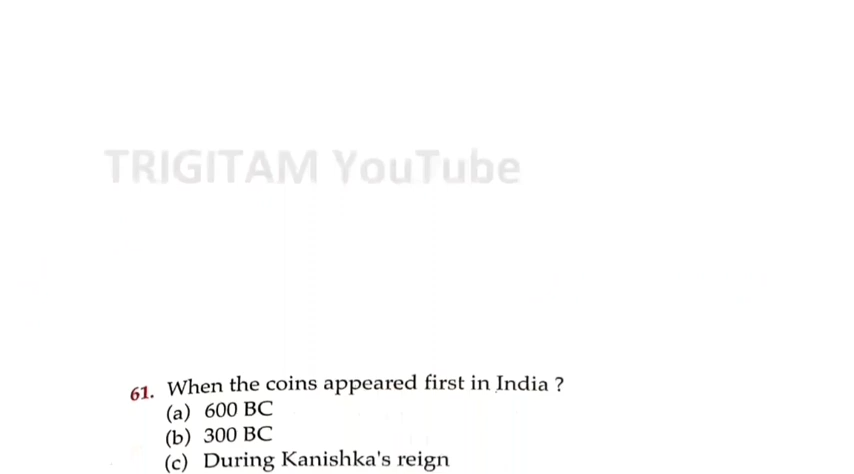 TRIGITAM YouTube
61. When the coins appeared first in India ?
(a) 600 BC
(b) 300 BC
(c) During Kanishka's reign